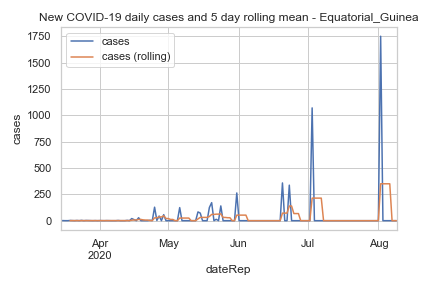 New COVID-19 daily cases and 5 day rolling mean - Equatorial_Guinea
cases
cases (rolling)
1750
1500
1250
1000
750
500
250
0
cases
Apr
2020
May
Jun
Jul
Aug
dateRep